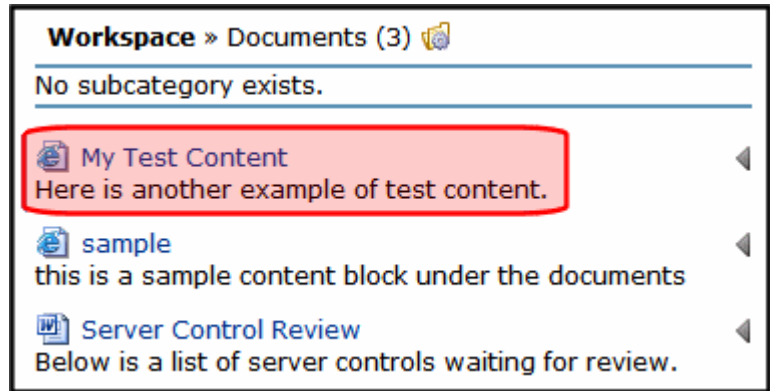 Workspace » Documents (3)
No subcategory exists.
My Test Content
Here is another example of test content.
sample
this is a sample content block under the documents
Server Control Review
Below is a list of server controls waiting for review.